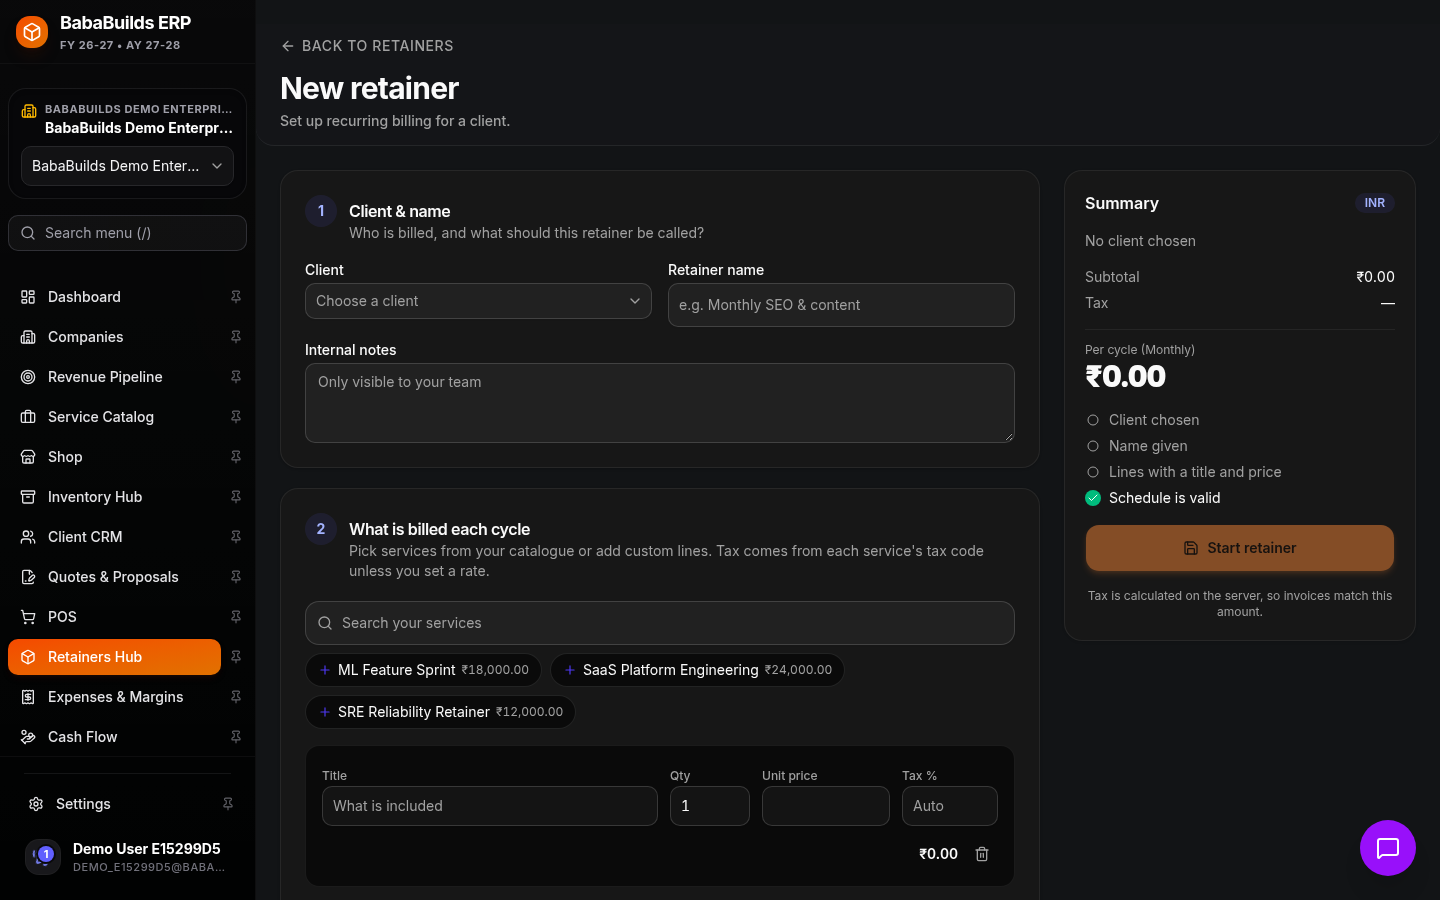 BabaBuilds ERP
FY 26-27 • AY 27-28
BABABUILDS DEMO ENTERPRI...
BabaBuilds Demo Enterpr...
BabaBuilds Demo Enter...
Search menu (/)
Dashboard
Companies
Revenue Pipeline
Service Catalog
Shop
Inventory Hub
Client CRM
Quotes & Proposals
POS
Retainers Hub
Expenses & Margins
Cash Flow
Settings
1
Demo User E15299D5
DEMO_E15299D5@BABA...
BACK TO RETAINERS
New retainer
Set up recurring billing for a client.
1
Client & name
Who is billed, and what should this retainer be called?
Client
Choose a client
Retainer name
e.g. Monthly SEO & content
Internal notes
Only visible to your team
2
What is billed each cycle
Pick services from your catalogue or add custom lines. Tax comes from each service's tax code
unless you set a rate.
Search your services
+ ML Feature Sprint ₹18,000.00
+ SaaS Platform Engineering ₹24,000.00
+ SRE Reliability Retainer ₹12,000.00
Title
Qty
Unit price
Tax %
What is included
1
Auto
₹0.00
Summary
INR
No client chosen
Subtotal ₹0.00
Tax —
Per cycle (Monthly)
₹0.00
Client chosen
Name given
Lines with a title and price
Schedule is valid
Start retainer
Tax is calculated on the server, so invoices match this
amount.